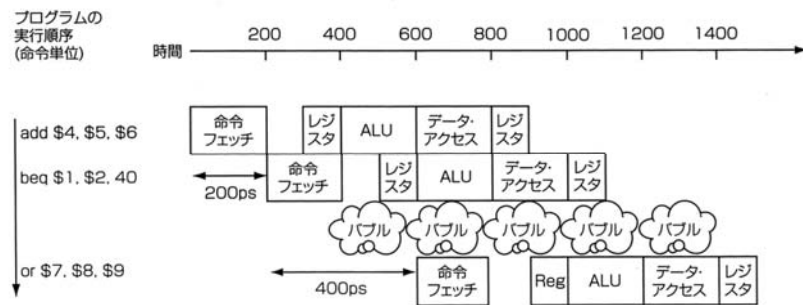 プログラムの
実行順序
(命令単位)
時間
200 400 600 800 1000 1200 1400
add $4, $5, $6
命令
フェッチ
レジ
スタ
ALU
データ・
アクセス
レジ
スタ
beq $1, $2, 40
200ps
命令
フェッチ
レジ
スタ
ALU
データ・
アクセス
レジ
スタ
バブル バブル バブル バブル バブル
or $7, $8, $9
400ps
命令
フェッチ
Reg
ALU
データ・
アクセス
レジ
スタ